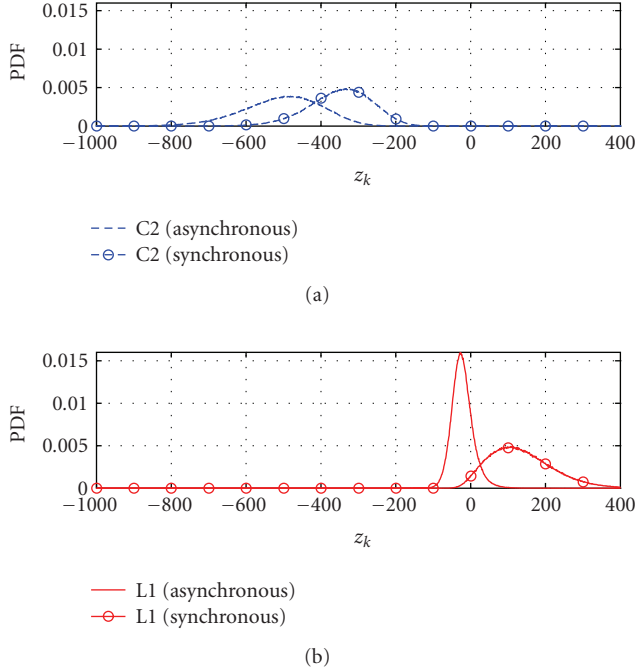 0.015
0.01
0.005
0
PDF
−1000 −800 −600 −400 −200 0 200 400
z_k
C2 (asynchronous)
C2 (synchronous)
(a)
0.015
0.01
0.005
0
PDF
−1000 −800 −600 −400 −200 0 200 400
z_k
L1 (asynchronous)
L1 (synchronous)
(b)